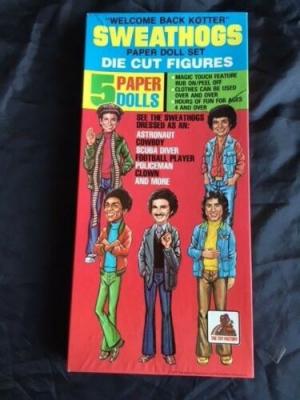 "WELCOME BACK KOTTER"
SWEATHOGS
PAPER DOLL SET
DIE CUT FIGURES
5 PAPER
DOLLS
• MAGIC TOUCH FEATURE
RUB ON/PEEL OFF
• CLOTHES CAN BE USED
OVER AND OVER
• HOURS OF FUN FOR AGES
4 AND OVER
SEE THE SWEATHOGS
DRESSED AS AN:
ASTRONAUT
COWBOY
SCUBA DIVER
FOOTBALL PLAYER
POLICEMAN
CLOWN
AND MORE
THE TOY FACTORY